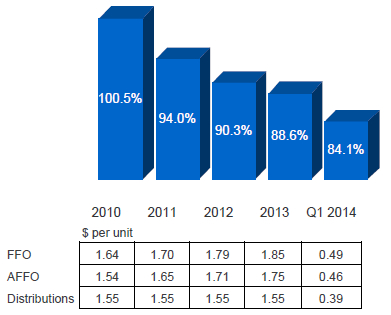 100.5%
94.0%
90.3%
88.6%
84.1%
2010 2011 2012 2013 Q1 2014
$ per unit
FFO 1.64 1.70 1.79 1.85 0.49
AFFO 1.54 1.65 1.71 1.75 0.46
Distributions 1.55 1.55 1.55 1.55 0.39